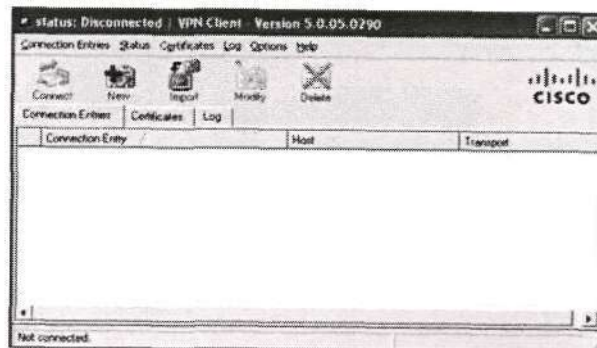 status: Disconnected | VPN Client - Version 5.0.05.0290
Connection Entries Status Certificates Log Options Help
Connect New Import Modify Delete
CISCO
Connection Entries Certificates Log
Connection Entry / Host Transport
Not connected.